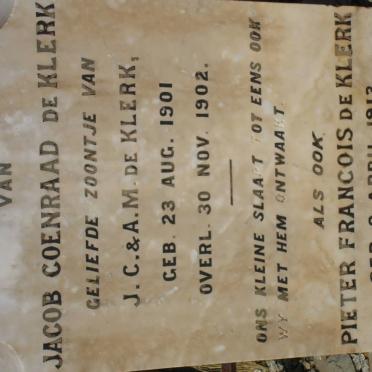 VAN
JACOB COENRAAD DE KLERK
GELIEFDE ZOONTJE VAN
J. C. & A. M. DE KLERK,
GEB. 23 AUG. 1901
OVERL. 30 NOV. 1902.
ONS KLEINE SLAAPT TOT EENS OOK
WY MET HEM ONTWAAKT.
ALS OOK
PIETER FRANCOIS DE KLERK